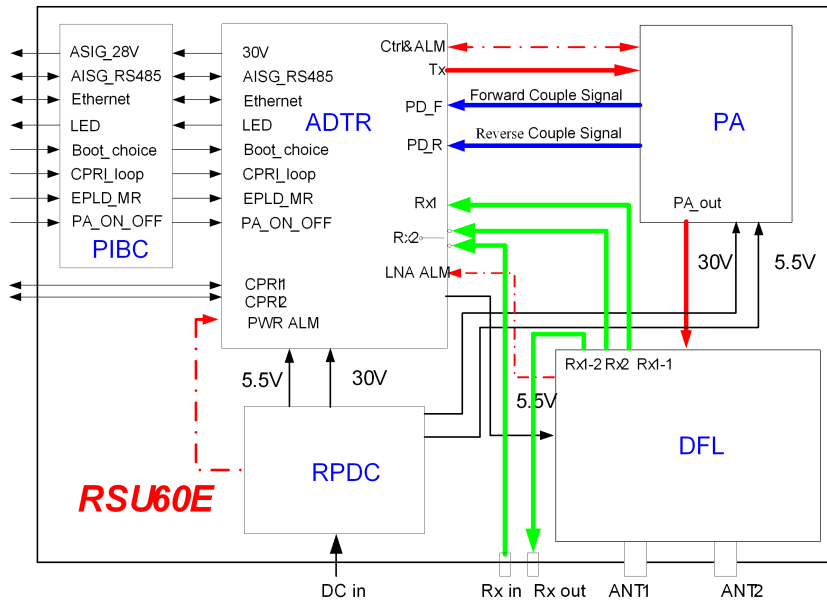 ASIG_28V
AISG_RS485
Ethernet
LED
Boot_choice
CPRI_loop
EPLD_MR
PA_ON_OFF
PIBC
30V
AISG_RS485
Ethernet
LED
ADTR
Boot_choice
CPRI_loop
EPLD_MR
PA_ON_OFF
CPRI1
CPRI2
PWR ALM
Ctrl&ALM
Tx
PD_F
PD_R
Rx1
Rx2
LNA ALM
Forward Couple Signal
Reverse Couple Signal
PA
PA_out
30V
5.5V
5.5V
30V
RPDC
RSU60E
DC in
Rx1-2 Rx2 Rx1-1
5.5V
DFL
Rx in
Rx out
ANT1
ANT2